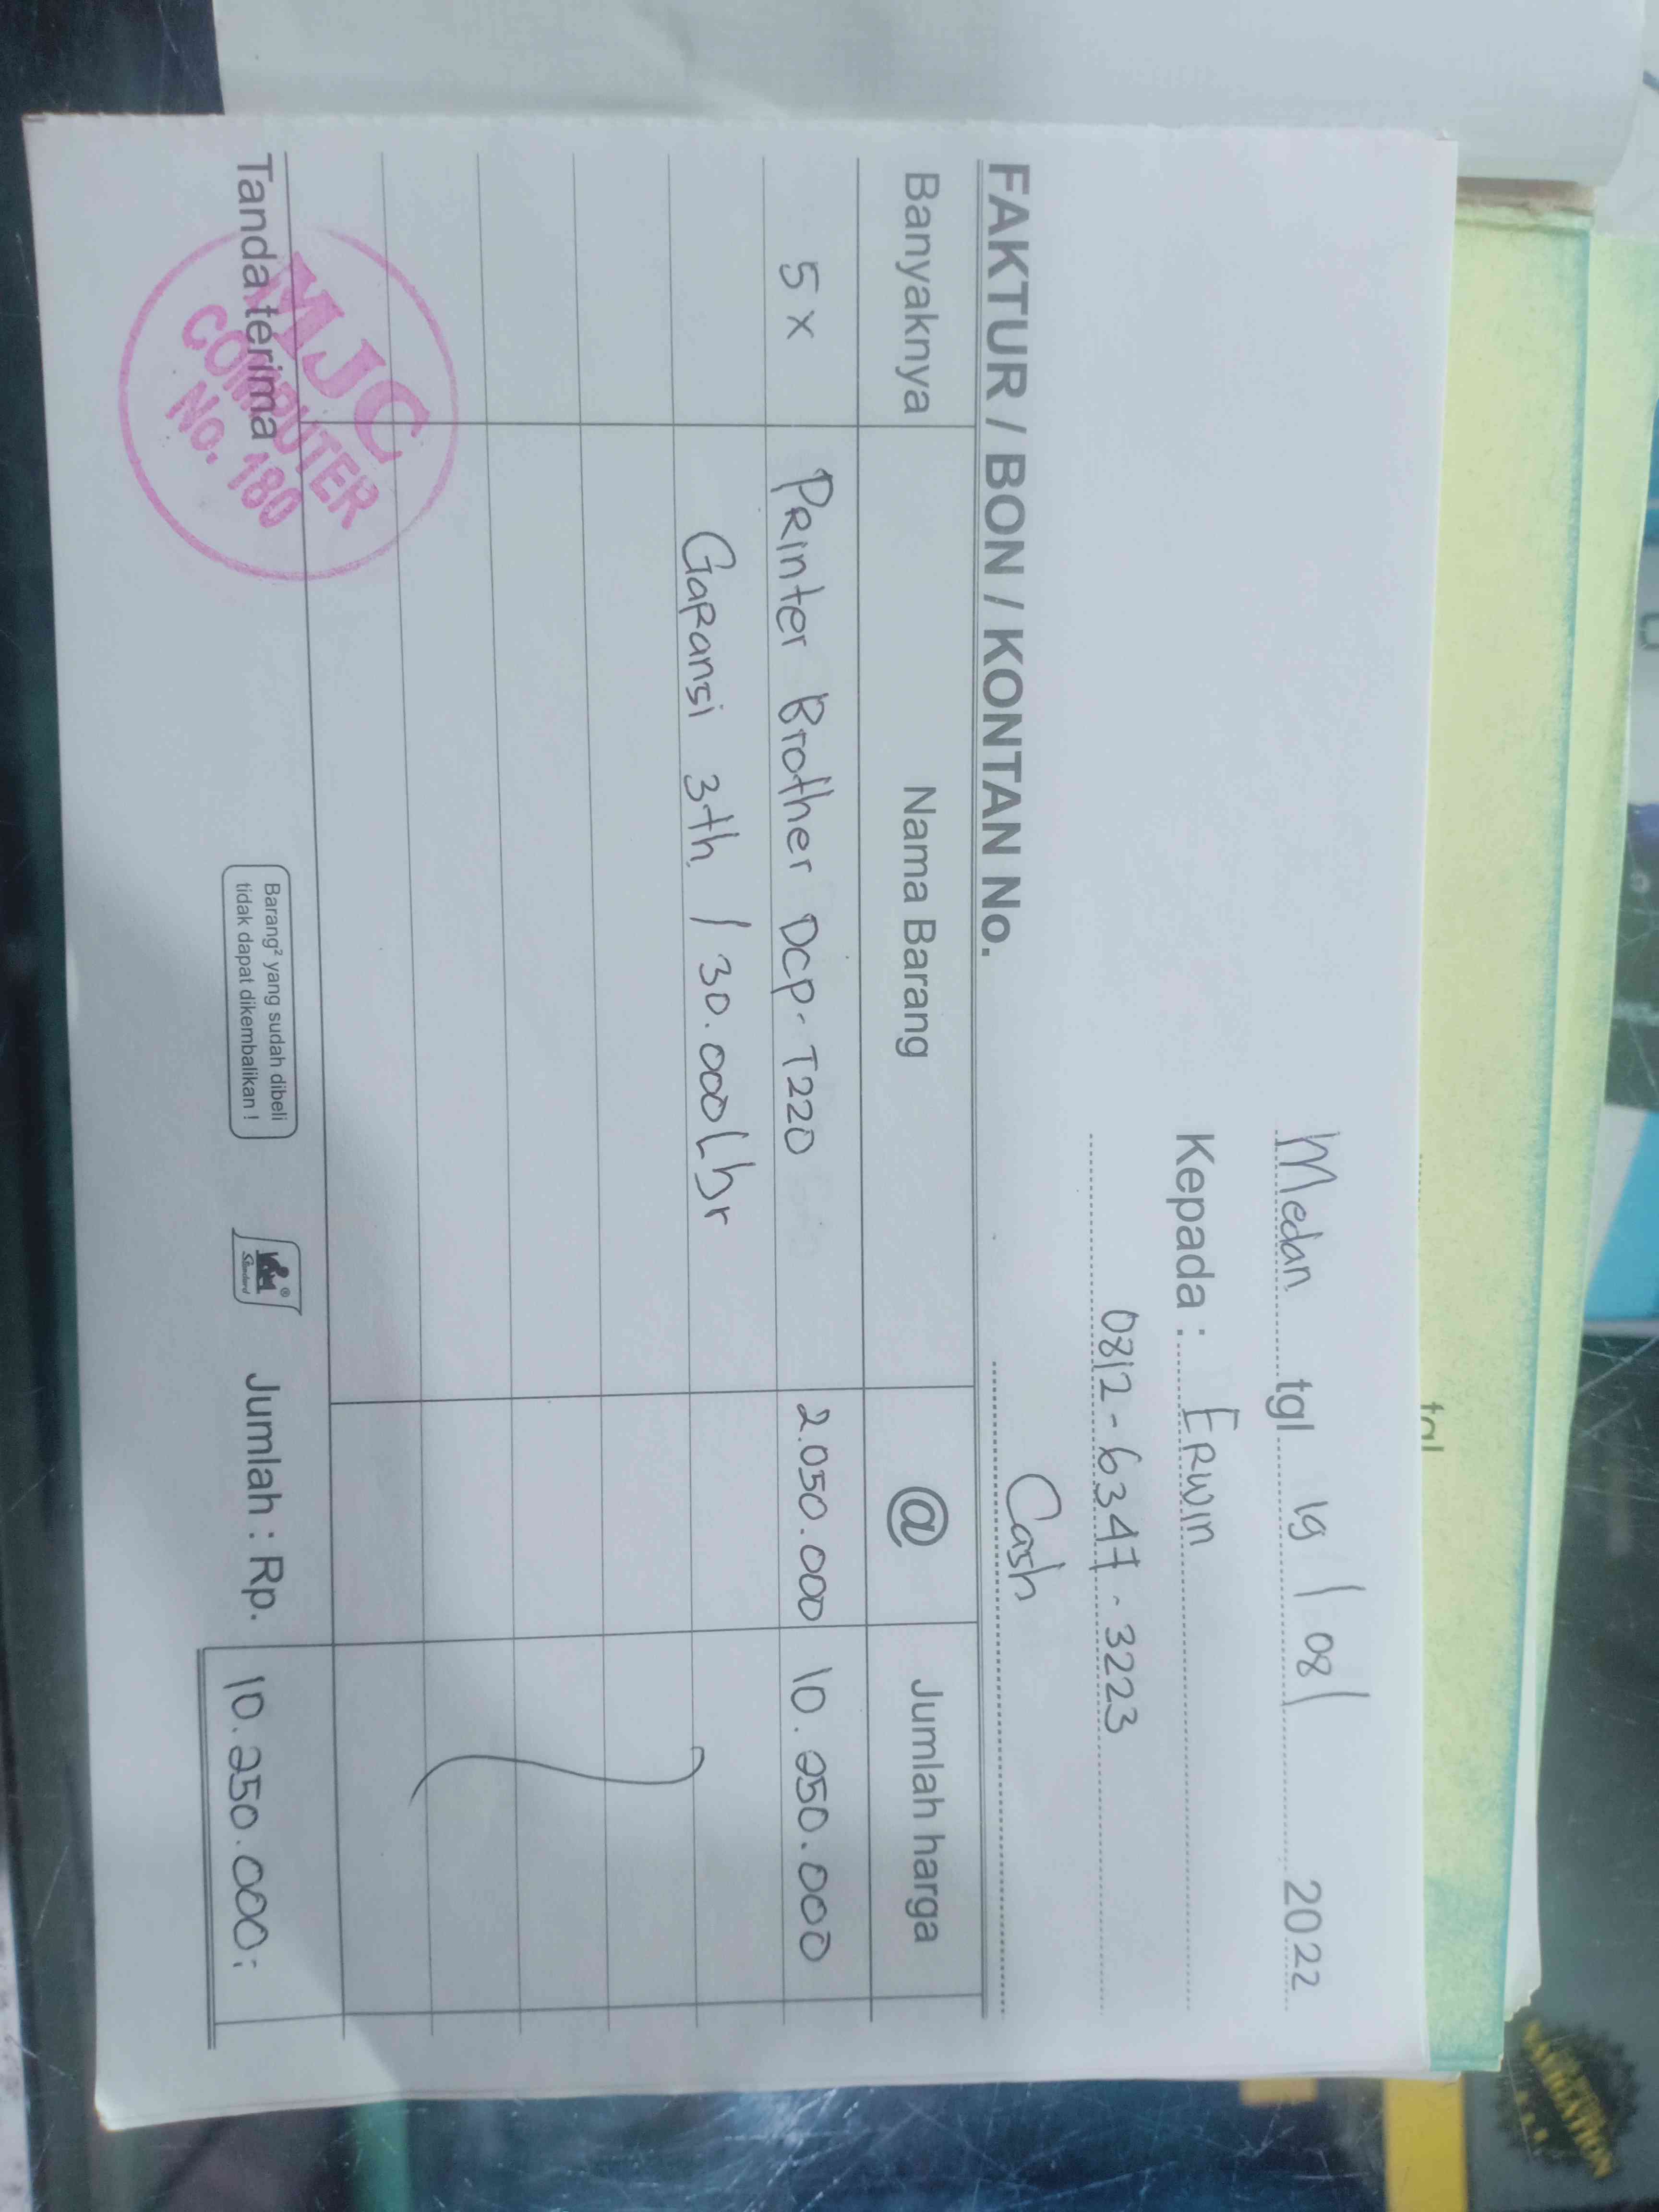 Medan tgl 19 / 08 / 2022
Kepada : Erwin
0812 - 6347 - 3223
Cash
FAKTUR / BON / KONTAN No.
Banyaknya Nama Barang @ Jumlah harga
5 x Printer Brother DCP-T220 2.050.000 10.250.000
Garansi 3th / 30.000 Lbr
Tanda terima
MJC
COMPUTER
No. 180
Barang² yang sudah dibeli
tidak dapat dikembalikan !
Standard
Jumlah : Rp. 10.250.000,-
tgl